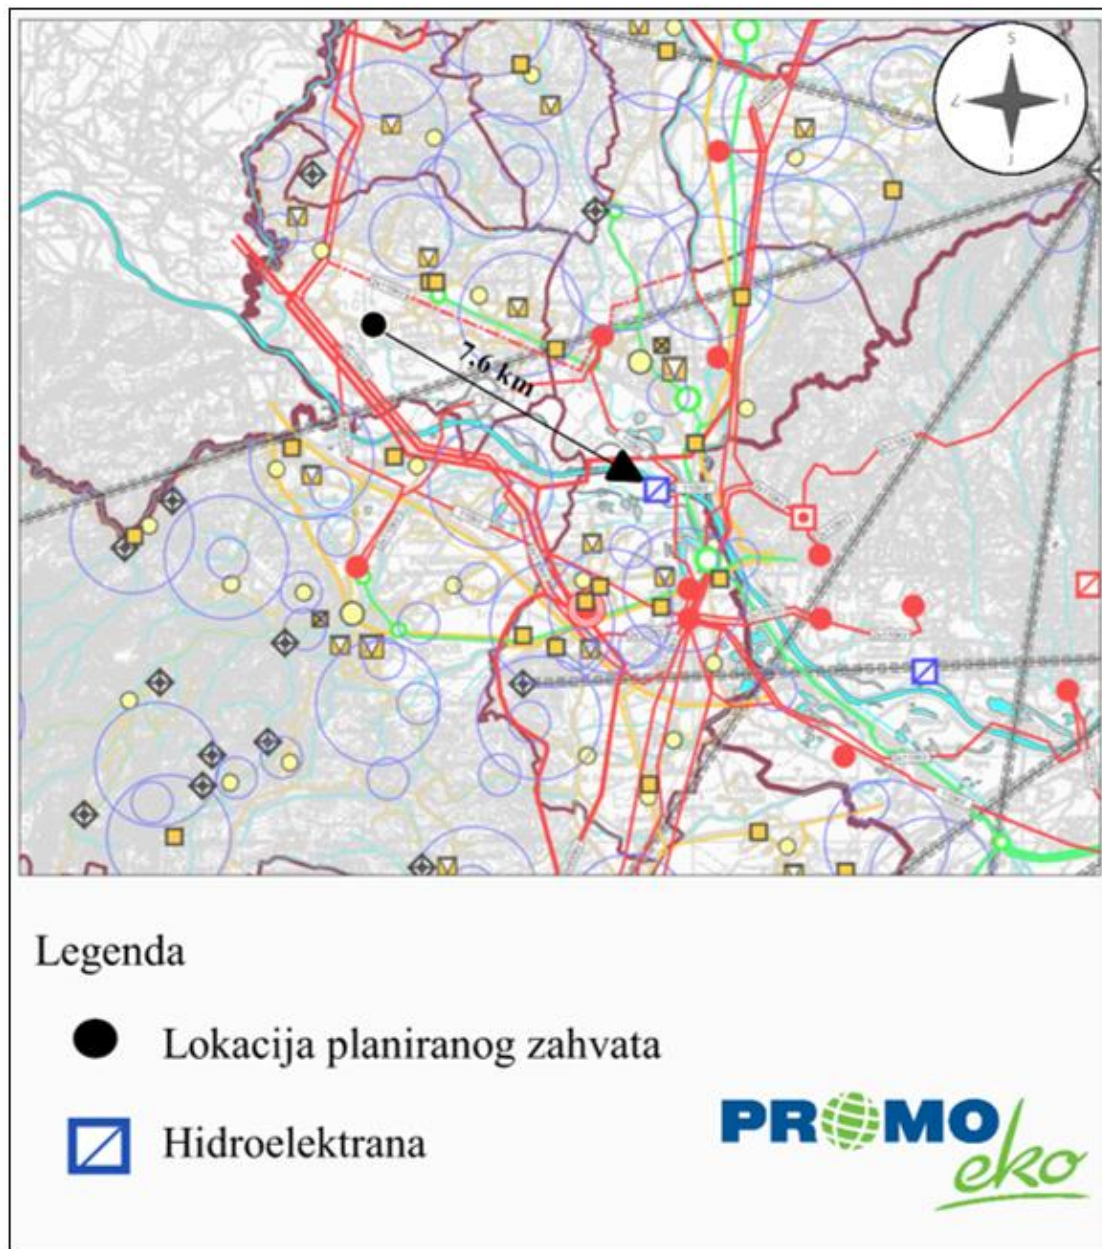 S
Z
I
J
7,6 km
Legenda
Lokacija planiranog zahvata
Hidroelektrana
PROMO
eko